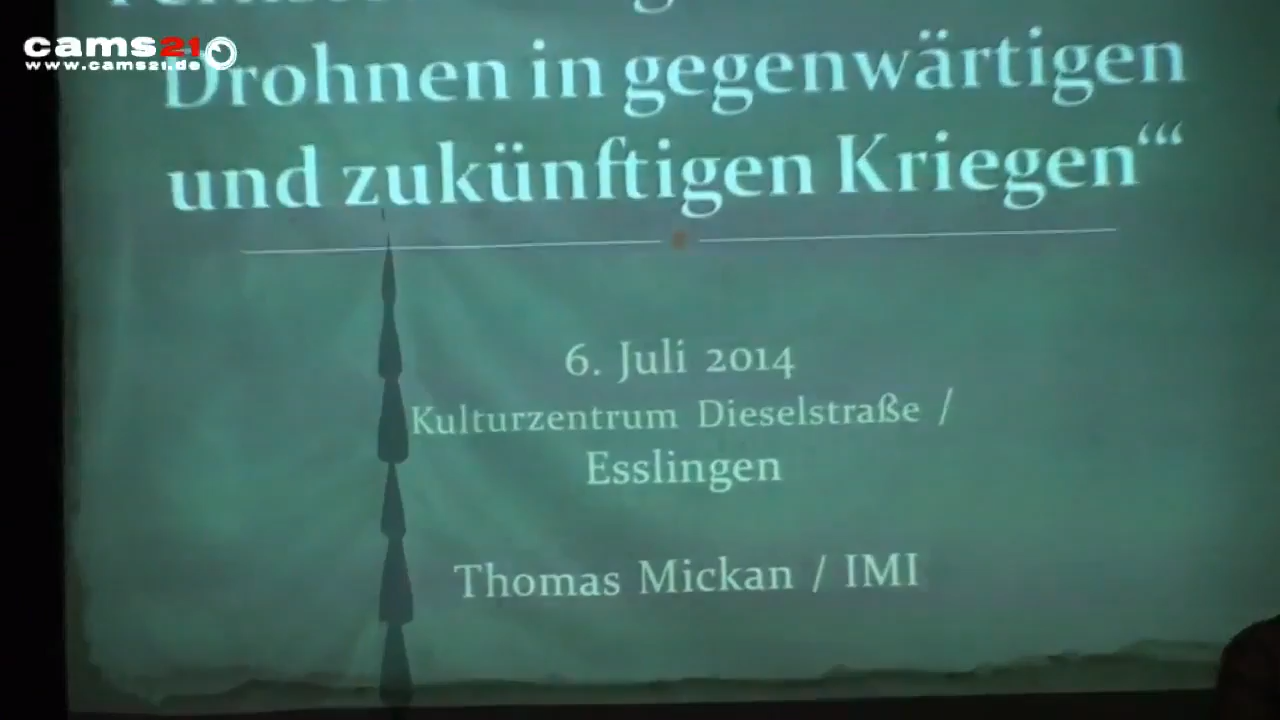 cams21
www.cams21.de
Drohnen in gegenwärtigen
und zukünftigen Kriegen“‘
6. Juli 2014
Kulturzentrum Dieselstraße /
Esslingen
Thomas Mickan / IMI